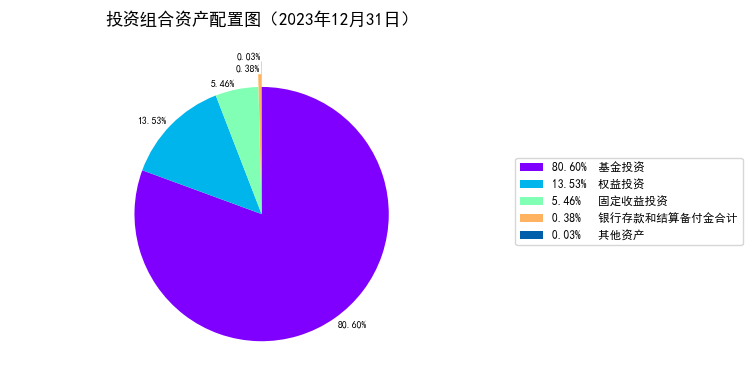 投资组合资产配置图（2023年12月31日）
0.03%
0.38%
5.46%
13.53%
80.60%
80.60% 基金投资
13.53% 权益投资
5.46% 固定收益投资
0.38% 银行存款和结算备付金合计
0.03% 其他资产